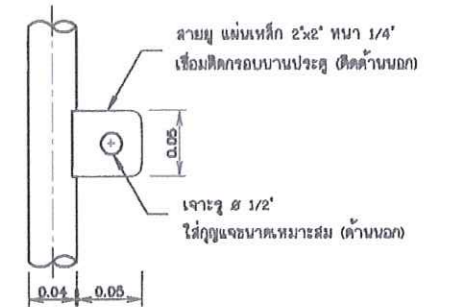 สายยู แผ่นเหล็ก 2"x2" หนา 1/4"
เชื่อมติดกรอบบานประตู (ติดด้านนอก)
0.05
เจาะรู ø 1/2"
ใส่กุญแจขนาดเหมาะสม (ด้านนอก)
0.04 0.05